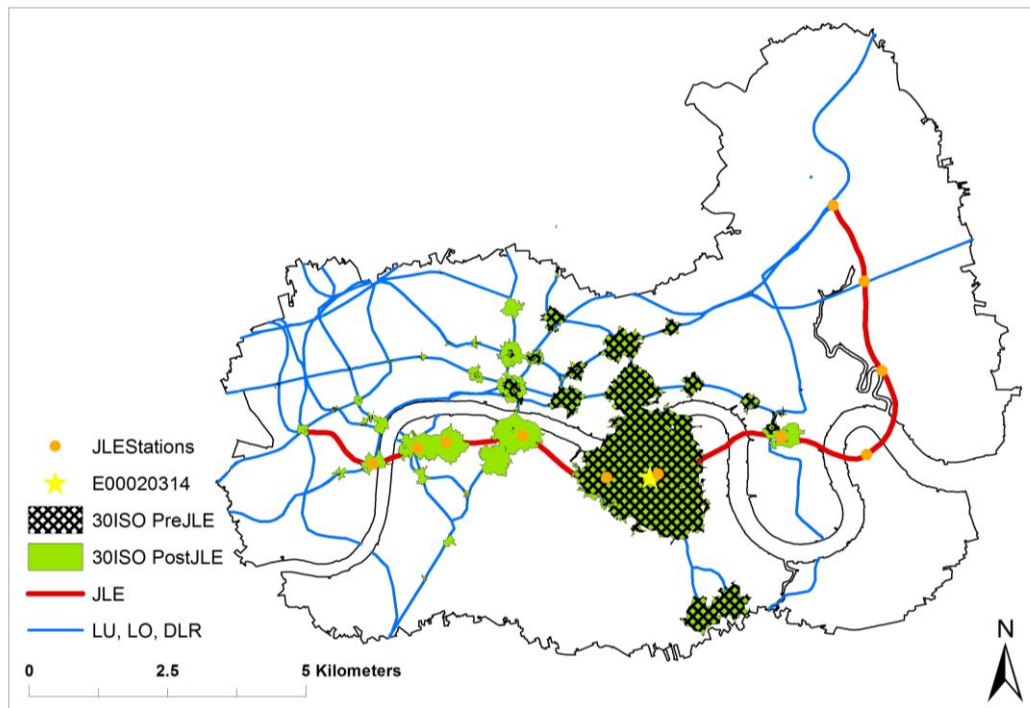 JLEStations
E00020314
30ISO PreJLE
30ISO PostJLE
JLE
LU, LO, DLR
0 2.5 5 Kilometers
N